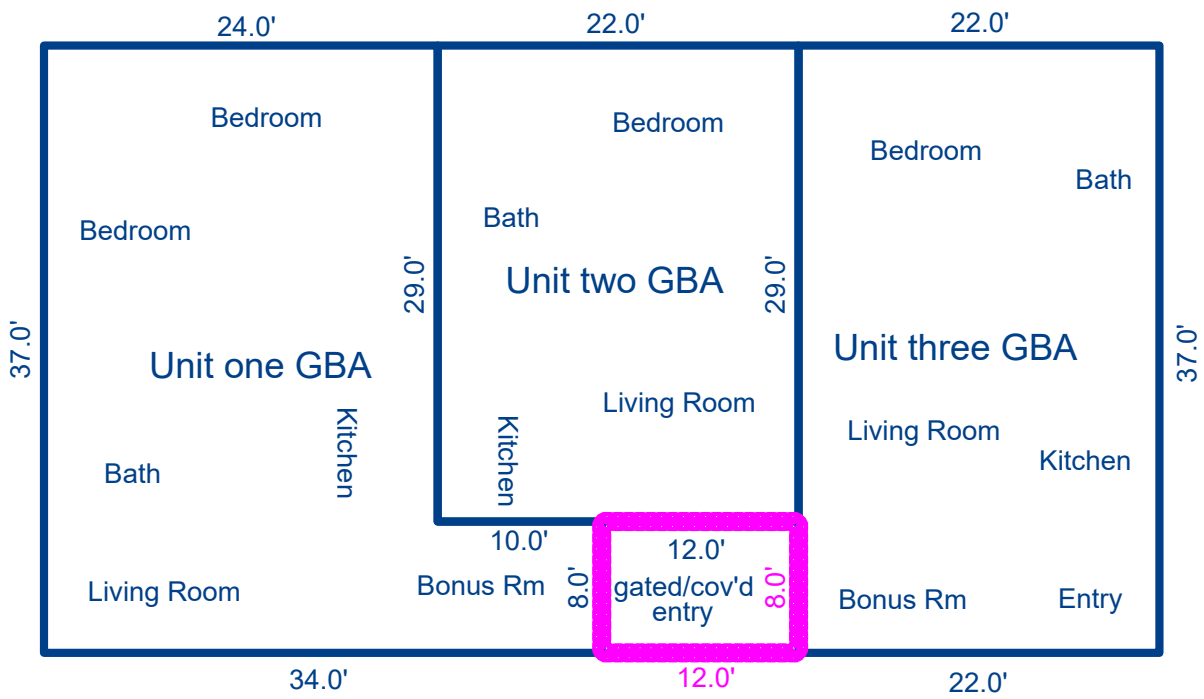 24.0'
22.0'
22.0'
Bedroom
Bedroom
Bedroom
Bath
Bedroom
Bath
29.0'
Unit two GBA
29.0'
37.0'
Unit one GBA
Unit three GBA
37.0'
Living Room
Kitchen
Kitchen
Living Room
Kitchen
Bath
10.0'
12.0'
Living Room
Bonus Rm
8.0'
gated/cov'd
entry
8.0'
Bonus Rm
Entry
34.0'
12.0'
22.0'